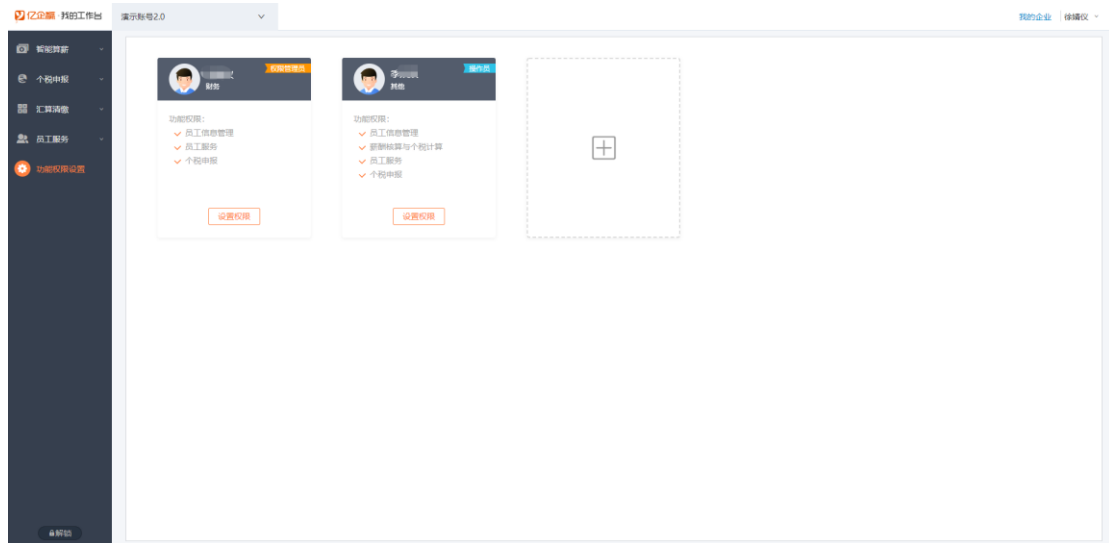 亿企薪·我的工作台
演示账号2.0
我的企业
智能算薪
个税申报
汇算清缴
员工服务
功能权限设置
权限管理员
财务
功能权限：
员工信息管理
员工服务
个税申报
设置权限
操作员
其他
功能权限：
员工信息管理
薪酬核算与个税计算
员工服务
个税申报
设置权限
解锁